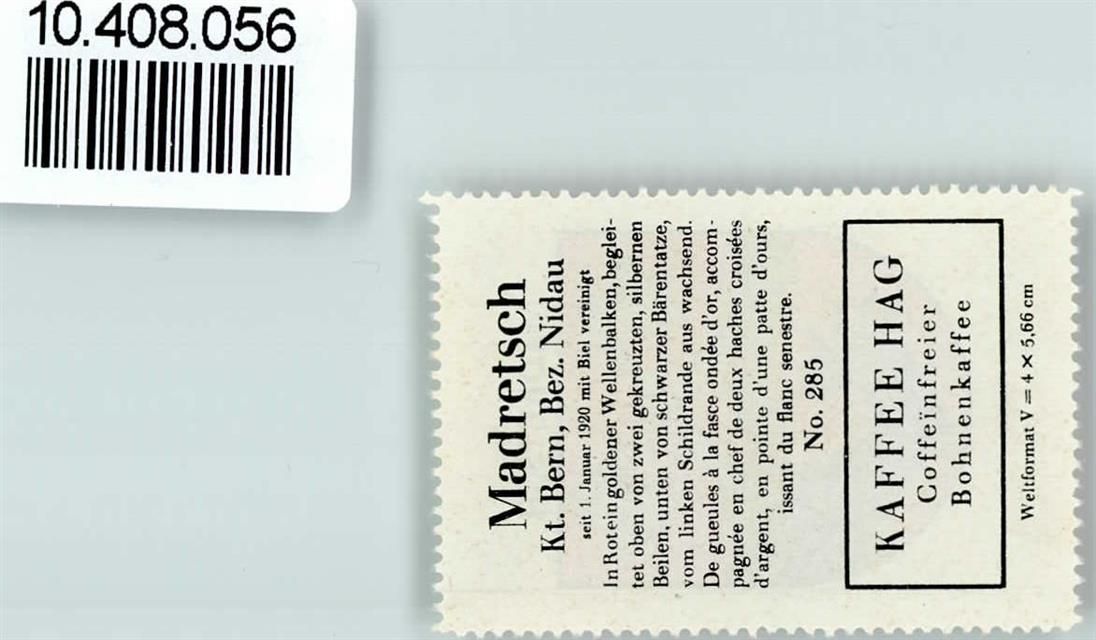 10.408.056
Madretsch
Kt. Bern, Bez. Nidau
seit 1. Januar 1920 mit Biel vereinigt
In Rot ein goldener Wellenbalken, beglei-
tet oben von zwei gekreuzten, silbernen
Beilen, unten von schwarzer Bärentatze,
vom linken Schildrande aus wachsend.
De gueules à la fasce ondée d'or, accom-
pagnée en chef de deux haches croisées
d'argent, en pointe d'une patte d'ours,
issant du flanc senestre.
No. 285
KAFFEE HAG
Coffeïnfreier
Bohnenkaffee
Weltformat V = 4 × 5,66 cm